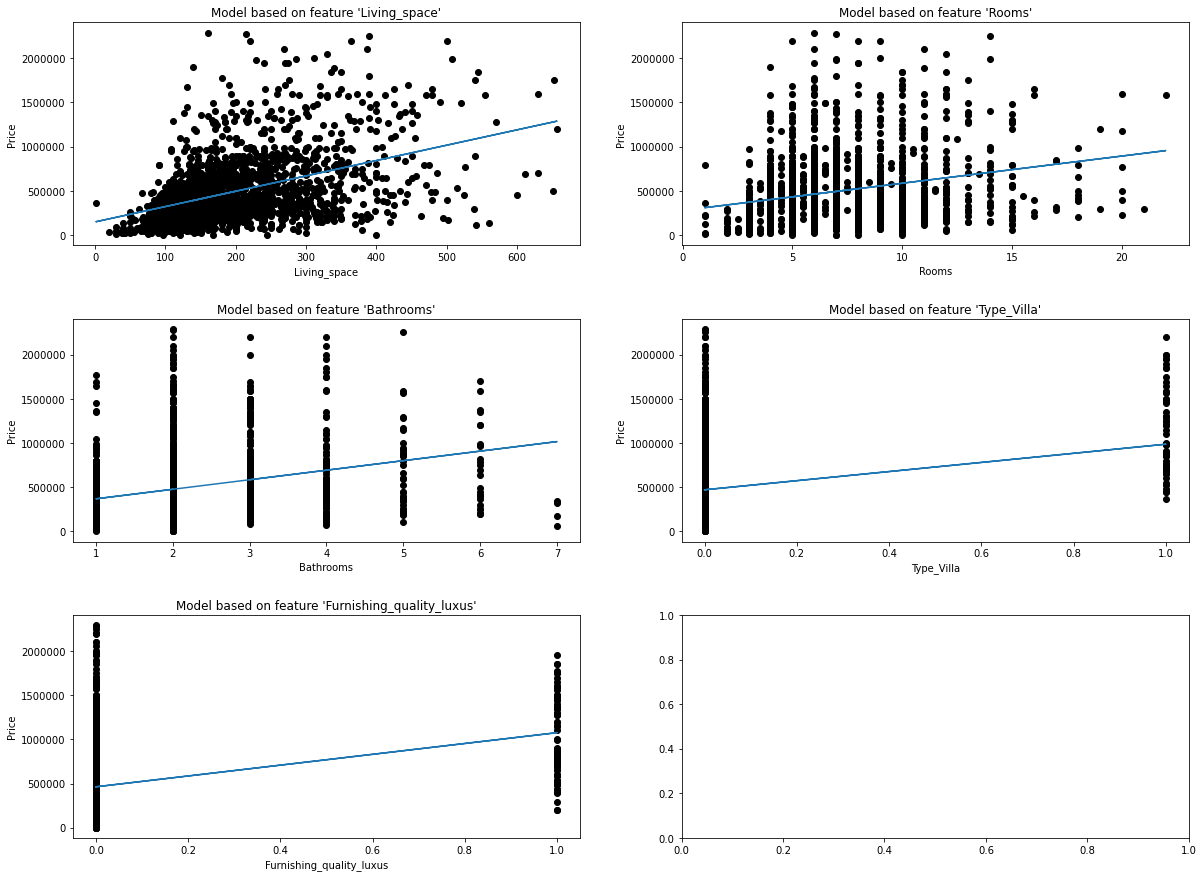 Model based on feature 'Living_space'
2000000
1500000
1000000
500000
0
Price
0 100 200 300 400 500 600
Living_space
Model based on feature 'Rooms'
2000000
1500000
1000000
500000
0
Price
0 5 10 15 20
Rooms
Model based on feature 'Bathrooms'
2000000
1500000
1000000
500000
0
Price
1 2 3 4 5 6 7
Bathrooms
Model based on feature 'Type_Villa'
2000000
1500000
1000000
500000
0
Price
0.0 0.2 0.4 0.6 0.8 1.0
Type_Villa
Model based on feature 'Furnishing_quality_luxus'
2000000
1500000
1000000
500000
0
Price
0.0 0.2 0.4 0.6 0.8 1.0
Furnishing_quality_luxus
1.0
0.8
0.6
0.4
0.2
0.0
0.0 0.2 0.4 0.6 0.8 1.0